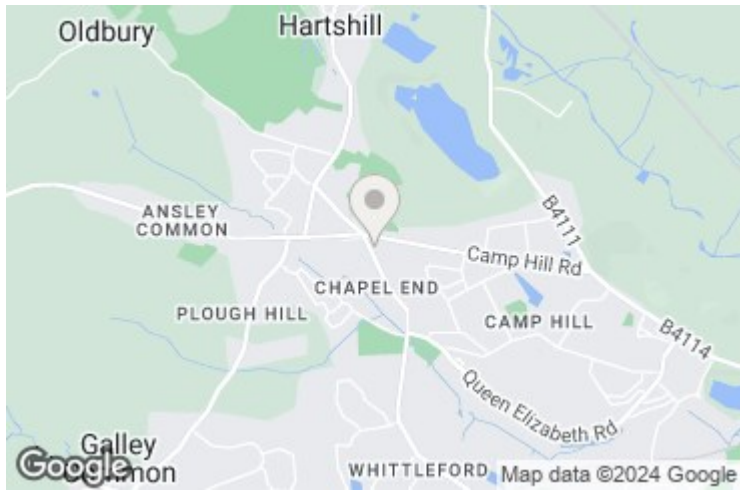 Hartshill
Oldbury
ANSLEY
COMMON
B4111
Camp Hill Rd
CHAPEL END
PLOUGH HILL
CAMP HILL
B4114
Queen Elizabeth Rd
Galley
Common
WHITTLEFORD
Google
Map data ©2024 Google